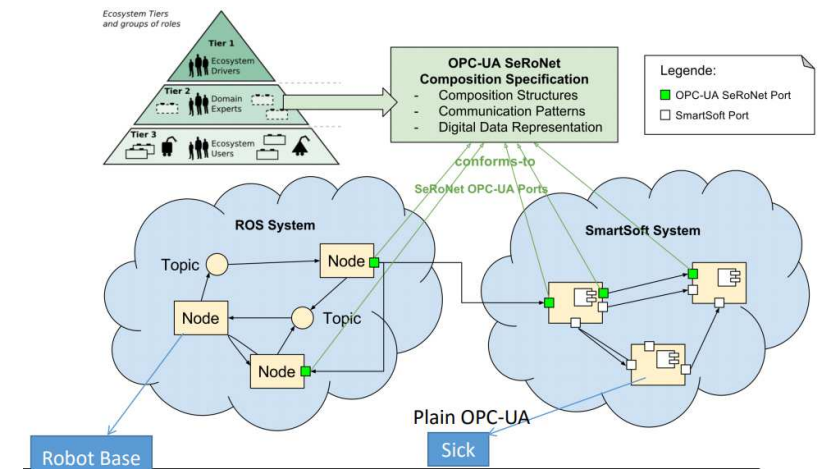 Ecosystem Tiers
and groups of roles
Tier 1
Ecosystem
Drivers
Tier 2
Domain
Experts
Tier 3
Ecosystem
Users
OPC-UA SeRoNet
Composition Specification
- Composition Structures
- Communication Patterns
- Digital Data Representation
Legende:
OPC-UA SeRoNet Port
SmartSoft Port
conforms-to
SeRoNet OPC-UA Ports
ROS System
SmartSoft System
Topic
Node
Node
Topic
Node
Plain OPC-UA
Robot Base
Sick